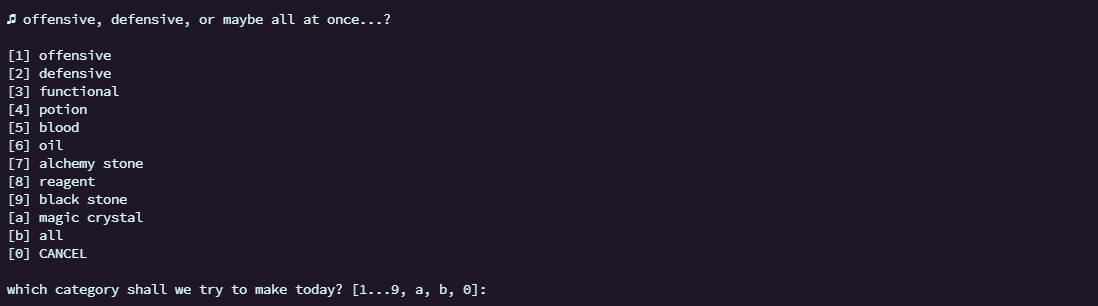 ♫ offensive, defensive, or maybe all at once...?
[1] offensive
[2] defensive
[3] functional
[4] potion
[5] blood
[6] oil
[7] alchemy stone
[8] reagent
[9] black stone
[a] magic crystal
[b] all
[0] CANCEL
which category shall we try to make today? [1...9, a, b, 0]: